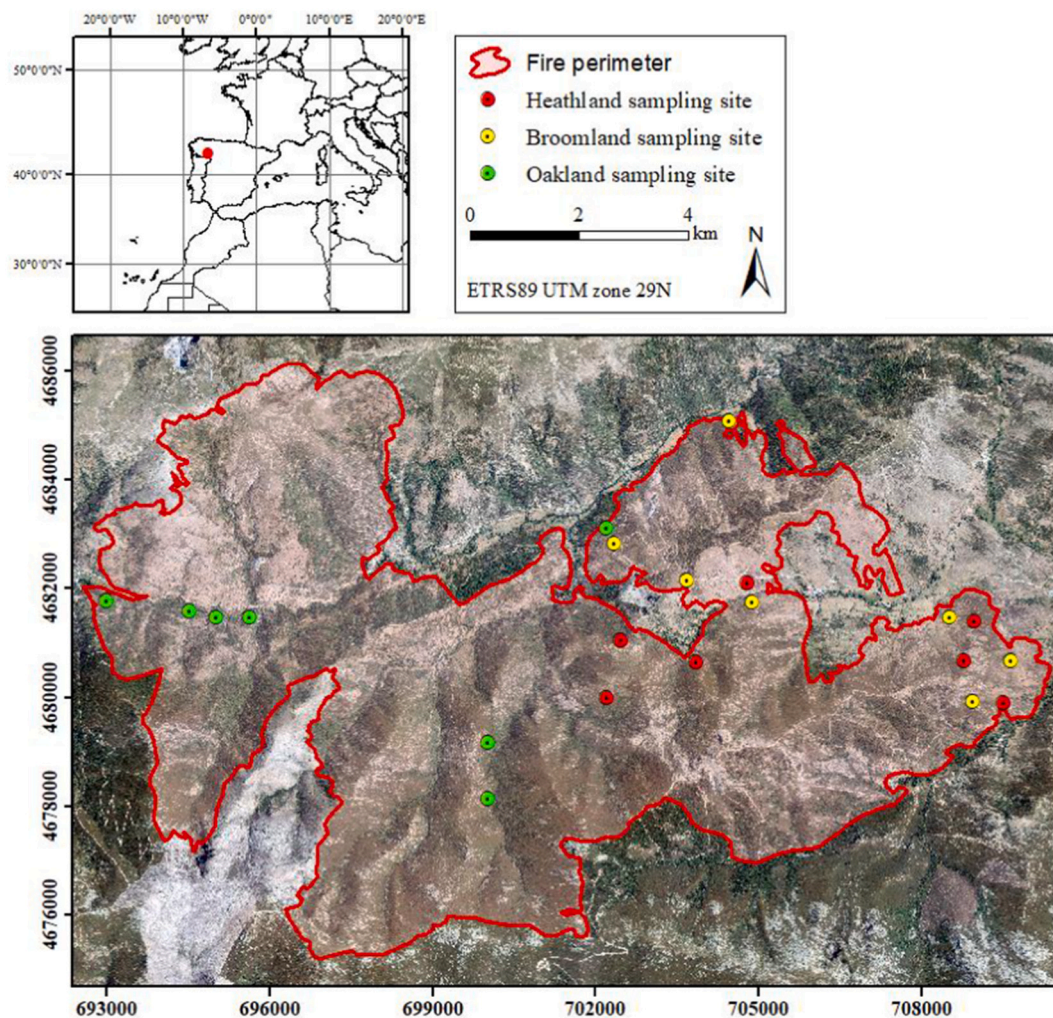 20°0'0"W 10°0'0"W 0°0'0"E 10°0'0"E 20°0'0"E
50°0'0"N
40°0'0"N
30°0'0"N
Fire perimeter
Heathland sampling site
Broomland sampling site
Oakland sampling site
0 2 4
km
N
ETRS89 UTM zone 29N
4686000
4684000
4682000
4680000
4678000
4676000
693000 696000 699000 702000 705000 708000